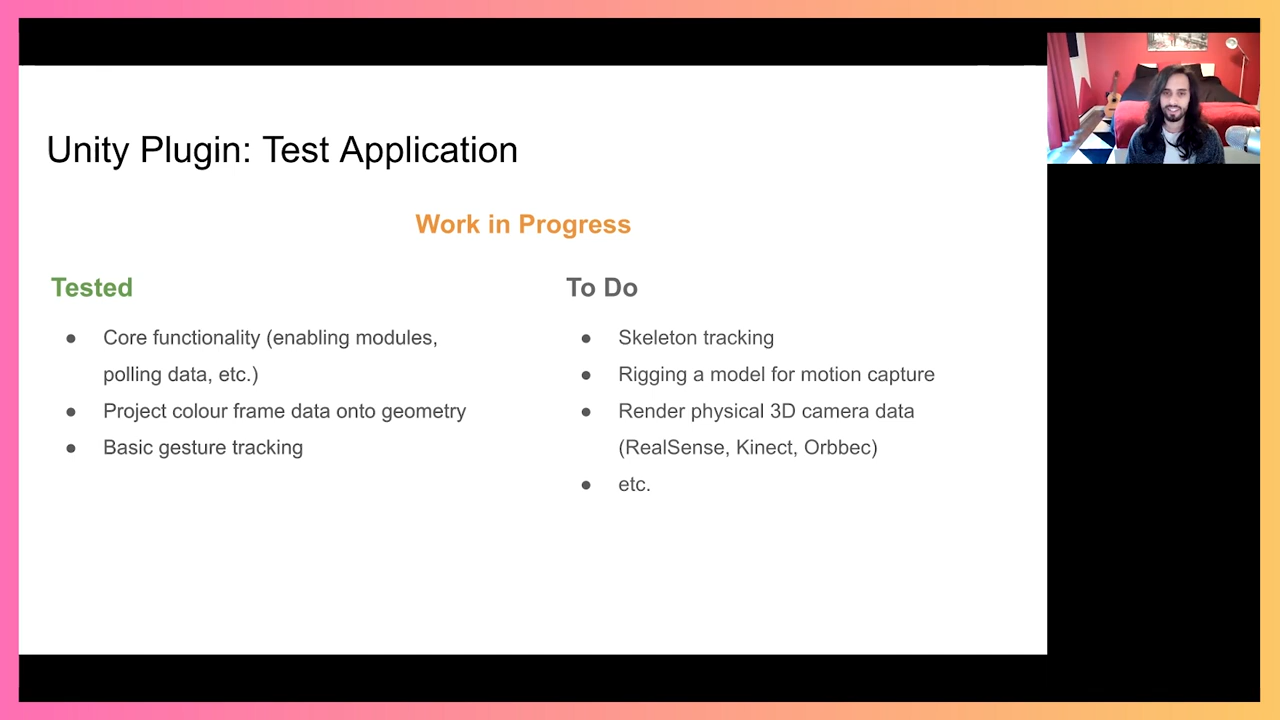 Unity Plugin: Test Application
Work in Progress
Tested
● Core functionality (enabling modules,
polling data, etc.)
● Project colour frame data onto geometry
● Basic gesture tracking
To Do
● Skeleton tracking
● Rigging a model for motion capture
● Render physical 3D camera data
(RealSense, Kinect, Orbbec)
● etc.